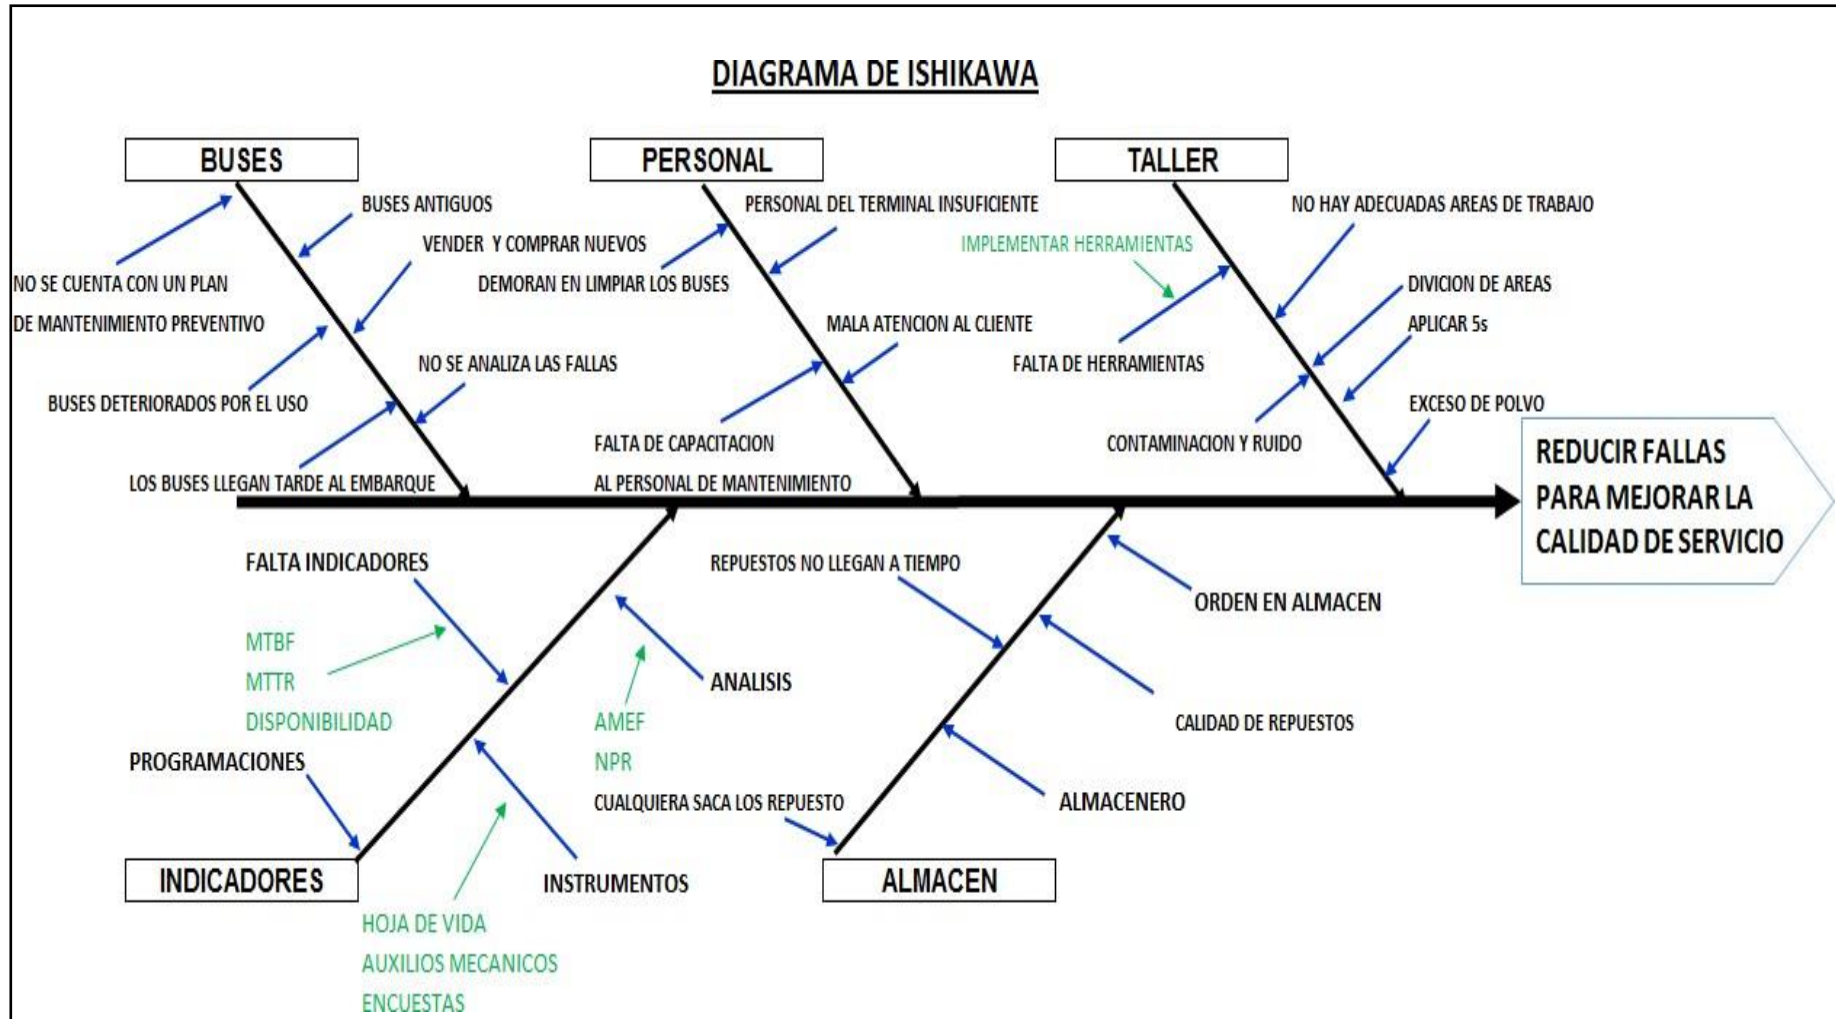 DIAGRAMA DE ISHIKAWA
BUSES
PERSONAL
TALLER
BUSES ANTIGUOS
PERSONAL DEL TERMINAL INSUFICIENTE
NO HAY ADECUADAS AREAS DE TRABAJO
VENDER Y COMPRAR NUEVOS
IMPLEMENTAR HERRAMIENTAS
NO SE CUENTA CON UN PLAN
DE MANTENIMIENTO PREVENTIVO
DEMORAN EN LIMPIAR LOS BUSES
DIVICION DE AREAS
MALA ATENCION AL CLIENTE
APLICAR 5s
NO SE ANALIZA LAS FALLAS
FALTA DE HERRAMIENTAS
BUSES DETERIORADOS POR EL USO
EXCESO DE POLVO
FALTA DE CAPACITACION
AL PERSONAL DE MANTENIMIENTO
CONTAMINACION Y RUIDO
LOS BUSES LLEGAN TARDE AL EMBARQUE
REDUCIR FALLAS
PARA MEJORAR LA
CALIDAD DE SERVICIO
FALTA INDICADORES
REPUESTOS NO LLEGAN A TIEMPO
ORDEN EN ALMACEN
MTBF
MTTR
DISPONIBILIDAD
ANALISIS
AMEF
NPR
CALIDAD DE REPUESTOS
PROGRAMACIONES
CUALQUIERA SACA LOS REPUESTO
ALMACENERO
INDICADORES
INSTRUMENTOS
ALMACEN
HOJA DE VIDA
AUXILIOS MECANICOS
ENCUESTAS